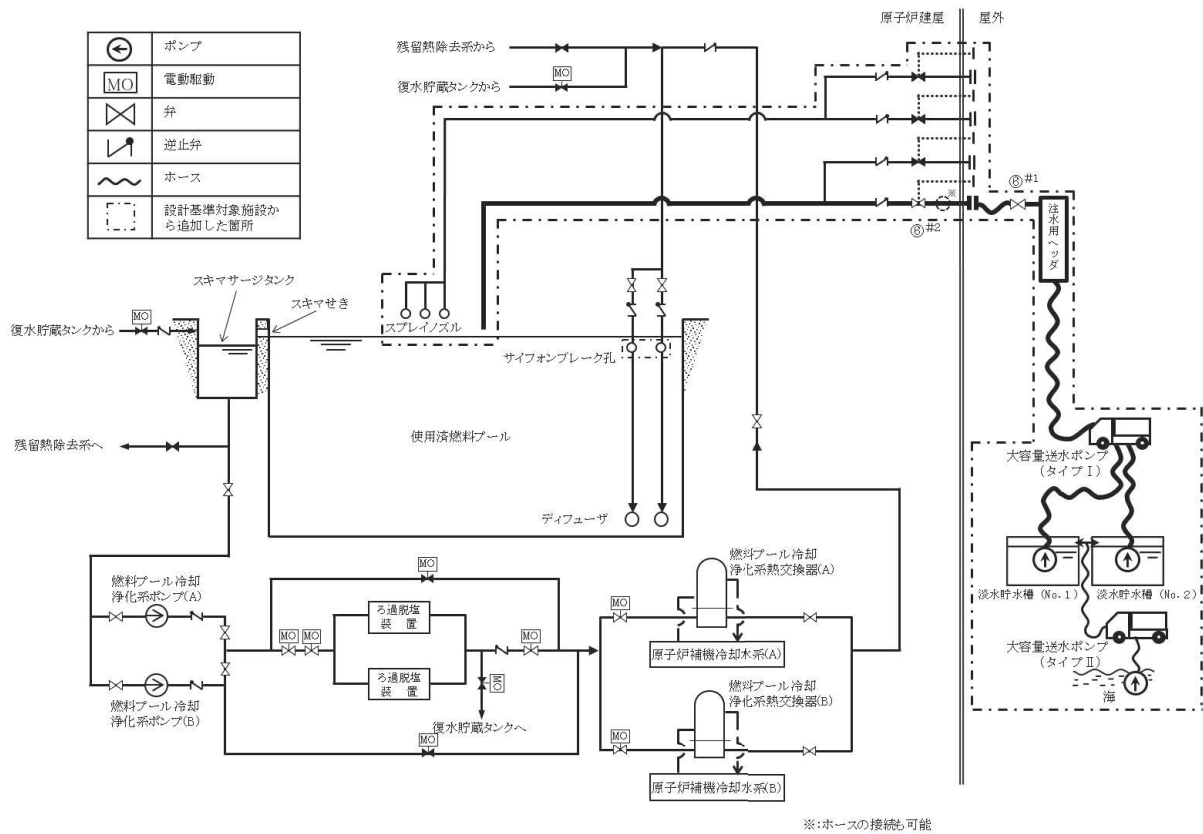 原子炉建屋
屋外
ポンプ
MO
電動駆動
弁
逆止弁
ホース
設計基準対象施設か
ら追加した箇所
残留熱除去系から
MO
復水貯蔵タンクから
※
⑥#1
⑥#2
注水用ヘッダ
スキマサージタンク
スキマせき
MO
復水貯蔵タンクから
スプレイノズル
サイフォンブレーク孔
使用済燃料プール
残留熱除去系へ
ディフューザ
大容量送水ポンプ
(タイプⅠ)
淡水貯水槽 (No.1)
淡水貯水槽 (No.2)
大容量送水ポンプ
(タイプⅡ)
海
燃料プール冷却
浄化系ポンプ(A)
燃料プール冷却
浄化系ポンプ(B)
MO
MO
MO
ろ過脱塩
装置
ろ過脱塩
装置
MO
MO
復水貯蔵タンクへ
MO
燃料プール冷却
浄化系熱交換器(A)
MO
原子炉補機冷却水系(A)
燃料プール冷却
浄化系熱交換器(B)
MO
原子炉補機冷却水系(B)
※:ホースの接続も可能